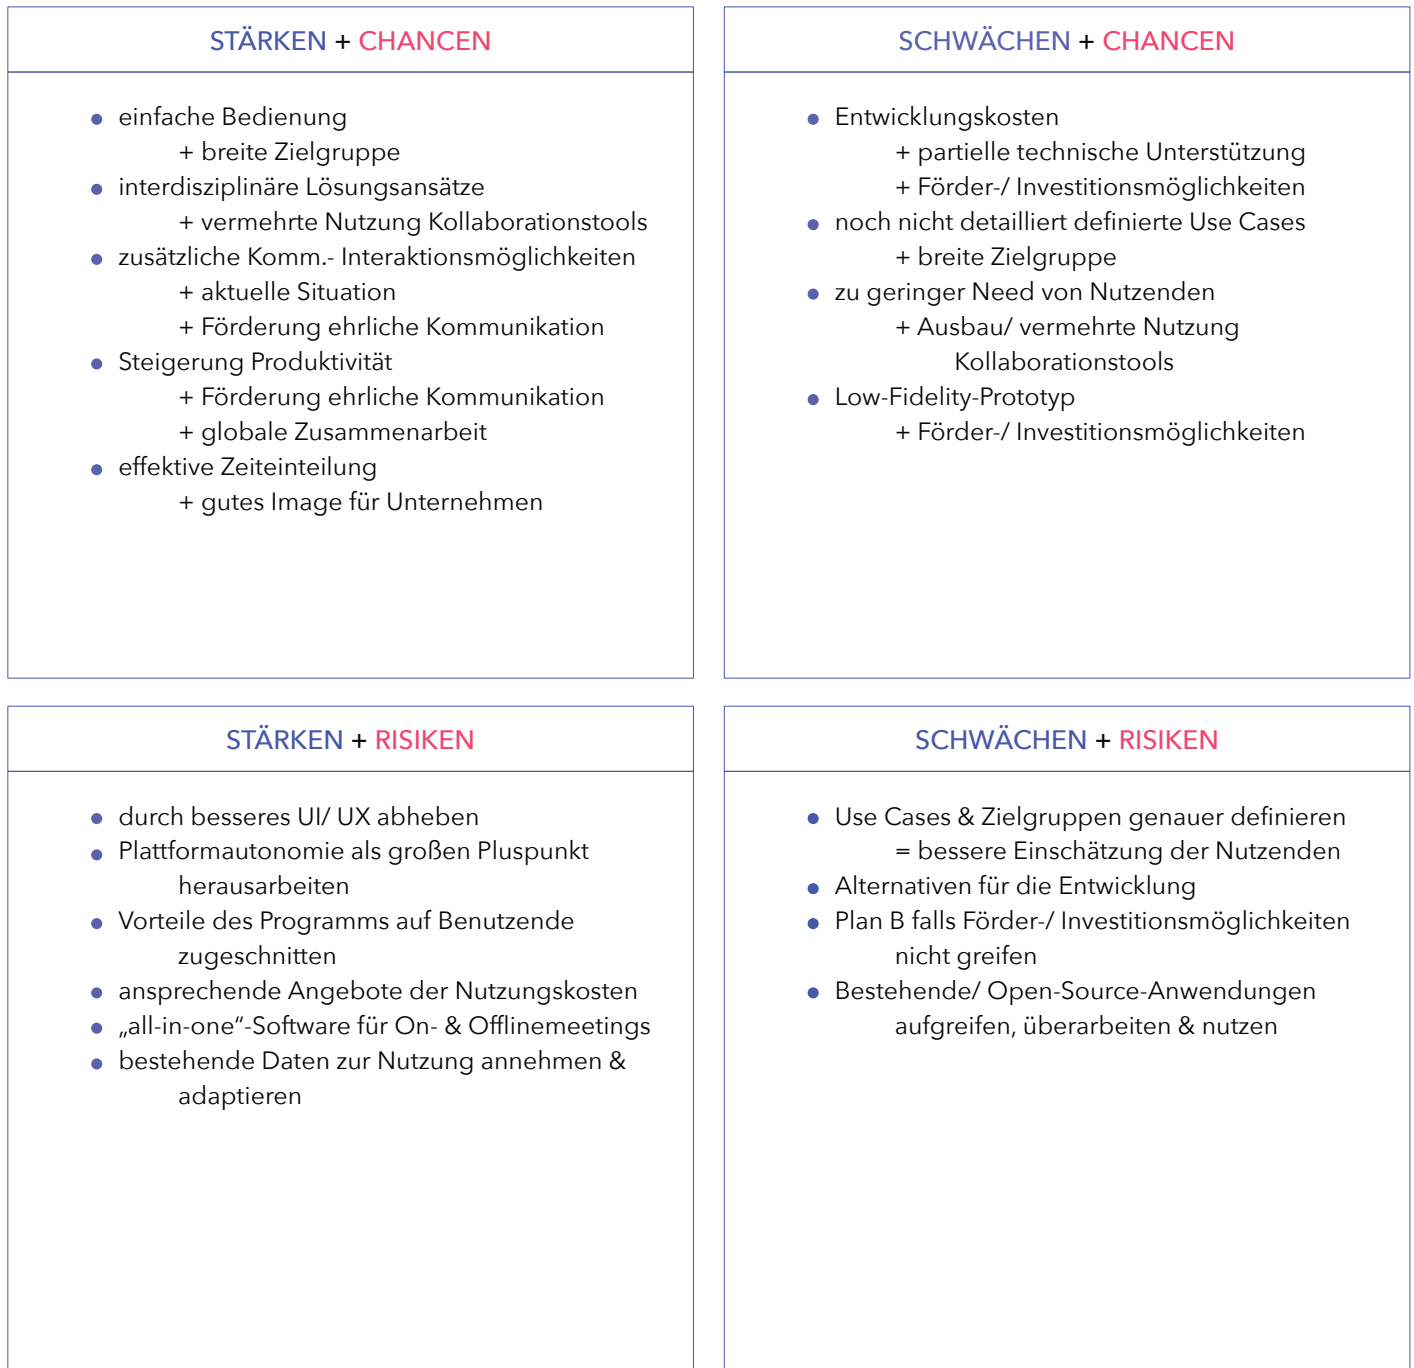 STÄRKEN + CHANCEN
• einfache Bedienung
+ breite Zielgruppe
• interdisziplinäre Lösungsansätze
+ vermehrte Nutzung Kollaborationstools
• zusätzliche Komm.- Interaktionsmöglichkeiten
+ aktuelle Situation
+ Förderung ehrliche Kommunikation
• Steigerung Produktivität
+ Förderung ehrliche Kommunikation
+ globale Zusammenarbeit
• effektive Zeiteinteilung
+ gutes Image für Unternehmen
SCHWÄCHEN + CHANCEN
• Entwicklungskosten
+ partielle technische Unterstützung
+ Förder-/ Investitionsmöglichkeiten
• noch nicht detailliert definierte Use Cases
+ breite Zielgruppe
• zu geringer Need von Nutzenden
+ Ausbau/ vermehrte Nutzung
Kollaborationstools
• Low-Fidelity-Prototyp
+ Förder-/ Investitionsmöglichkeiten
STÄRKEN + RISIKEN
• durch besseres UI/ UX abheben
• Plattformautonomie als großen Pluspunkt
herausarbeiten
• Vorteile des Programms auf Benutzende
zugeschnitten
• ansprechende Angebote der Nutzungskosten
• „all-in-one“-Software für On- & Offlinemeetings
• bestehende Daten zur Nutzung annehmen &
adaptieren
SCHWÄCHEN + RISIKEN
• Use Cases & Zielgruppen genauer definieren
= bessere Einschätzung der Nutzenden
• Alternativen für die Entwicklung
• Plan B falls Förder-/ Investitionsmöglichkeiten
nicht greifen
• Bestehende/ Open-Source-Anwendungen
aufgreifen, überarbeiten & nutzen